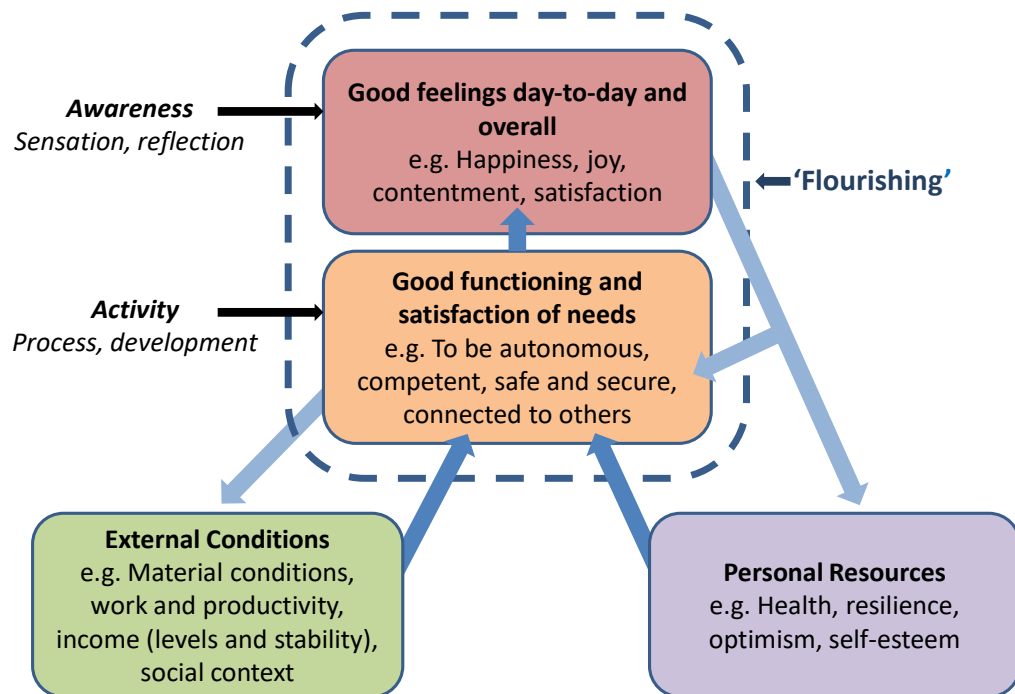 Good feelings day-to-day and
overall
e.g. Happiness, joy,
contentment, satisfaction
Awareness
Sensation, reflection
‘Flourishing’
Good functioning and
satisfaction of needs
e.g. To be autonomous,
competent, safe and secure,
connected to others
Activity
Process, development
External Conditions
e.g. Material conditions,
work and productivity,
income (levels and stability),
social context
Personal Resources
e.g. Health, resilience,
optimism, self-esteem